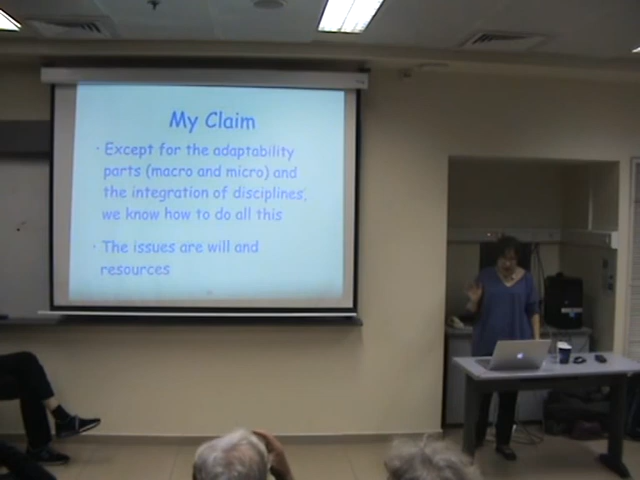 My Claim
· Except for the adaptability
parts (macro and micro) and
the integration of disciplines,
we know how to do all this
· The issues are will and
resources